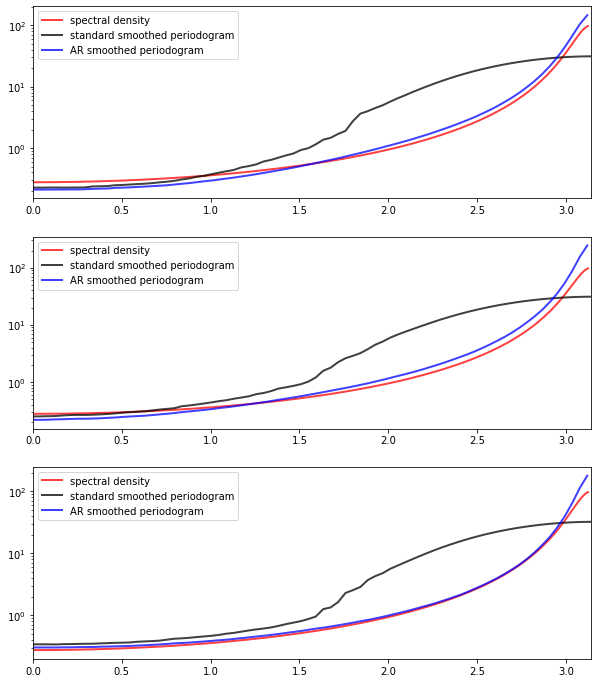 spectral density
standard smoothed periodogram
AR smoothed periodogram
10²
10¹
10⁰
0.0 0.5 1.0 1.5 2.0 2.5 3.0
spectral density
standard smoothed periodogram
AR smoothed periodogram
10²
10¹
10⁰
0.0 0.5 1.0 1.5 2.0 2.5 3.0
spectral density
standard smoothed periodogram
AR smoothed periodogram
10²
10¹
10⁰
0.0 0.5 1.0 1.5 2.0 2.5 3.0